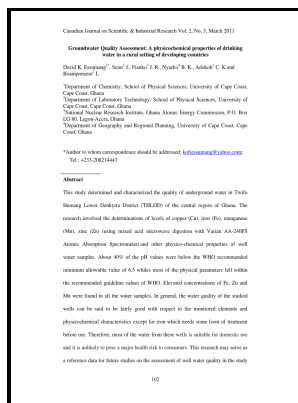 Canadian Journal on Scientific & Industrial Research Vol. 2, No. 3, March 2011
Groundwater Quality Assessment: A physicochemical properties of drinking
water in a rural setting of developing countries
David K. Essumang¹*, Senu² J., Fianko³ J. R., Nyarko⁴ B. K., Adokoh¹ C. K and
Boamponsem¹ L
¹Department of Chemistry, School of Physical Sciences, University of Cape Coast,
Cape Coast, Ghana
²Department of Laboratory Technology, School of Physical Sciences, University of
Cape Coast, Ghana
³National Nuclear Research Institute, Ghana Atomic Energy Commission, P.O. Box
LG 80, Legon-Accra, Ghana
⁴Department of Geography and Regional Planning, University of Cape Coast, Cape
Coast, Ghana
*Author to whom correspondence should be addressed; kofiessumang@yahoo.com;
Tel.: +233-208214443
Abstract
This study determined and characterized the quality of underground water in Twifo
Hemang Lower Denkyira District (THLDD) of the central region of Ghana. The
research involved the determinations of levels of copper (Cu), iron (Fe), manganese
(Mn), zinc (Zn) (using mixed acid microwave digestion with Varian AA-240FS
Atomic Absorption Spectrometer) and other physico-chemical properties of well
water samples. About 40% of the pH values were below the WHO recommended
minimum allowable value of 6.5 whiles most of the physical parameters fell within
the recommended guideline values of WHO. Elevated concentrations of Fe, Zn and
Mn were found in all the water samples. In general, the water quality of the studied
wells can be said to be fairly good with respect to the monitored elements and
physicochemical characteristics except for iron which needs some form of treatment
before use. Therefore, most of the water from these wells is suitable for domestic use
and it is unlikely to pose a major health risk to consumers. This research may serve as
a reference data for future studies on the assessment of well water quality in the study
102